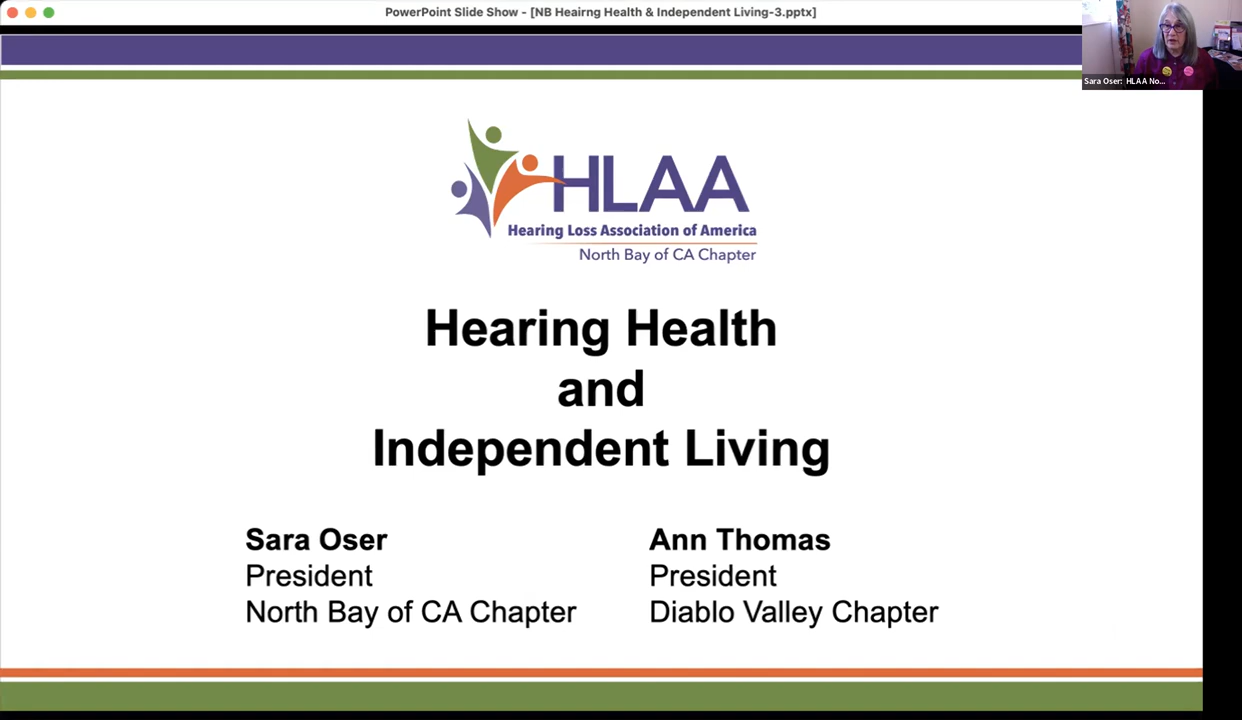 PowerPoint Slide Show - [NB Heairng Health & Independent Living-3.pptx]
Sara Oser: HLAA No...
HLAA
Hearing Loss Association of America
North Bay of CA Chapter
Hearing Health
and
Independent Living
Sara Oser
President
North Bay of CA Chapter
Ann Thomas
President
Diablo Valley Chapter